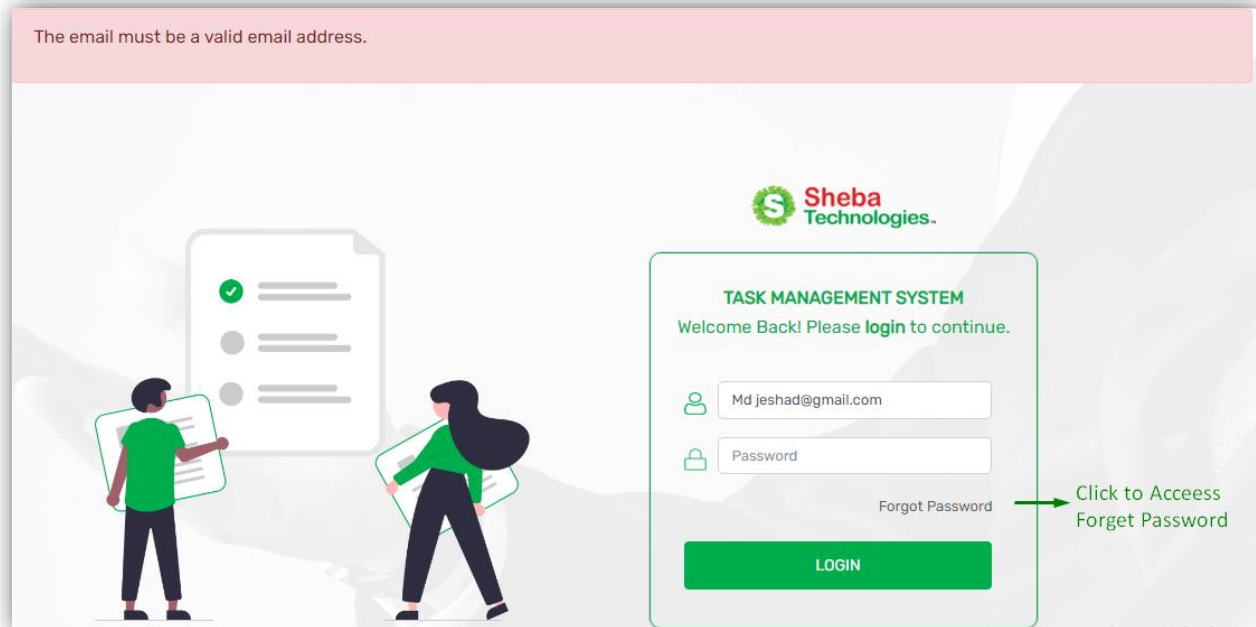 The email must be a valid email address.
Sheba
Technologies™
TASK MANAGEMENT SYSTEM
Welcome Back! Please login to continue.
Md jeshad@gmail.com
Password
Forgot Password
Click to Acceess
Forget Password
LOGIN